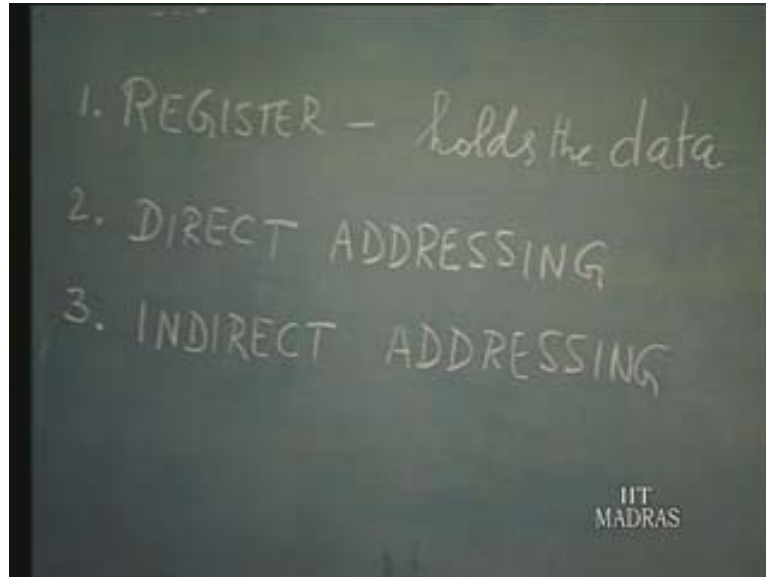 1. REGISTER - holds the data
2. DIRECT ADDRESSING
3. INDIRECT ADDRESSING
IIT
MADRAS